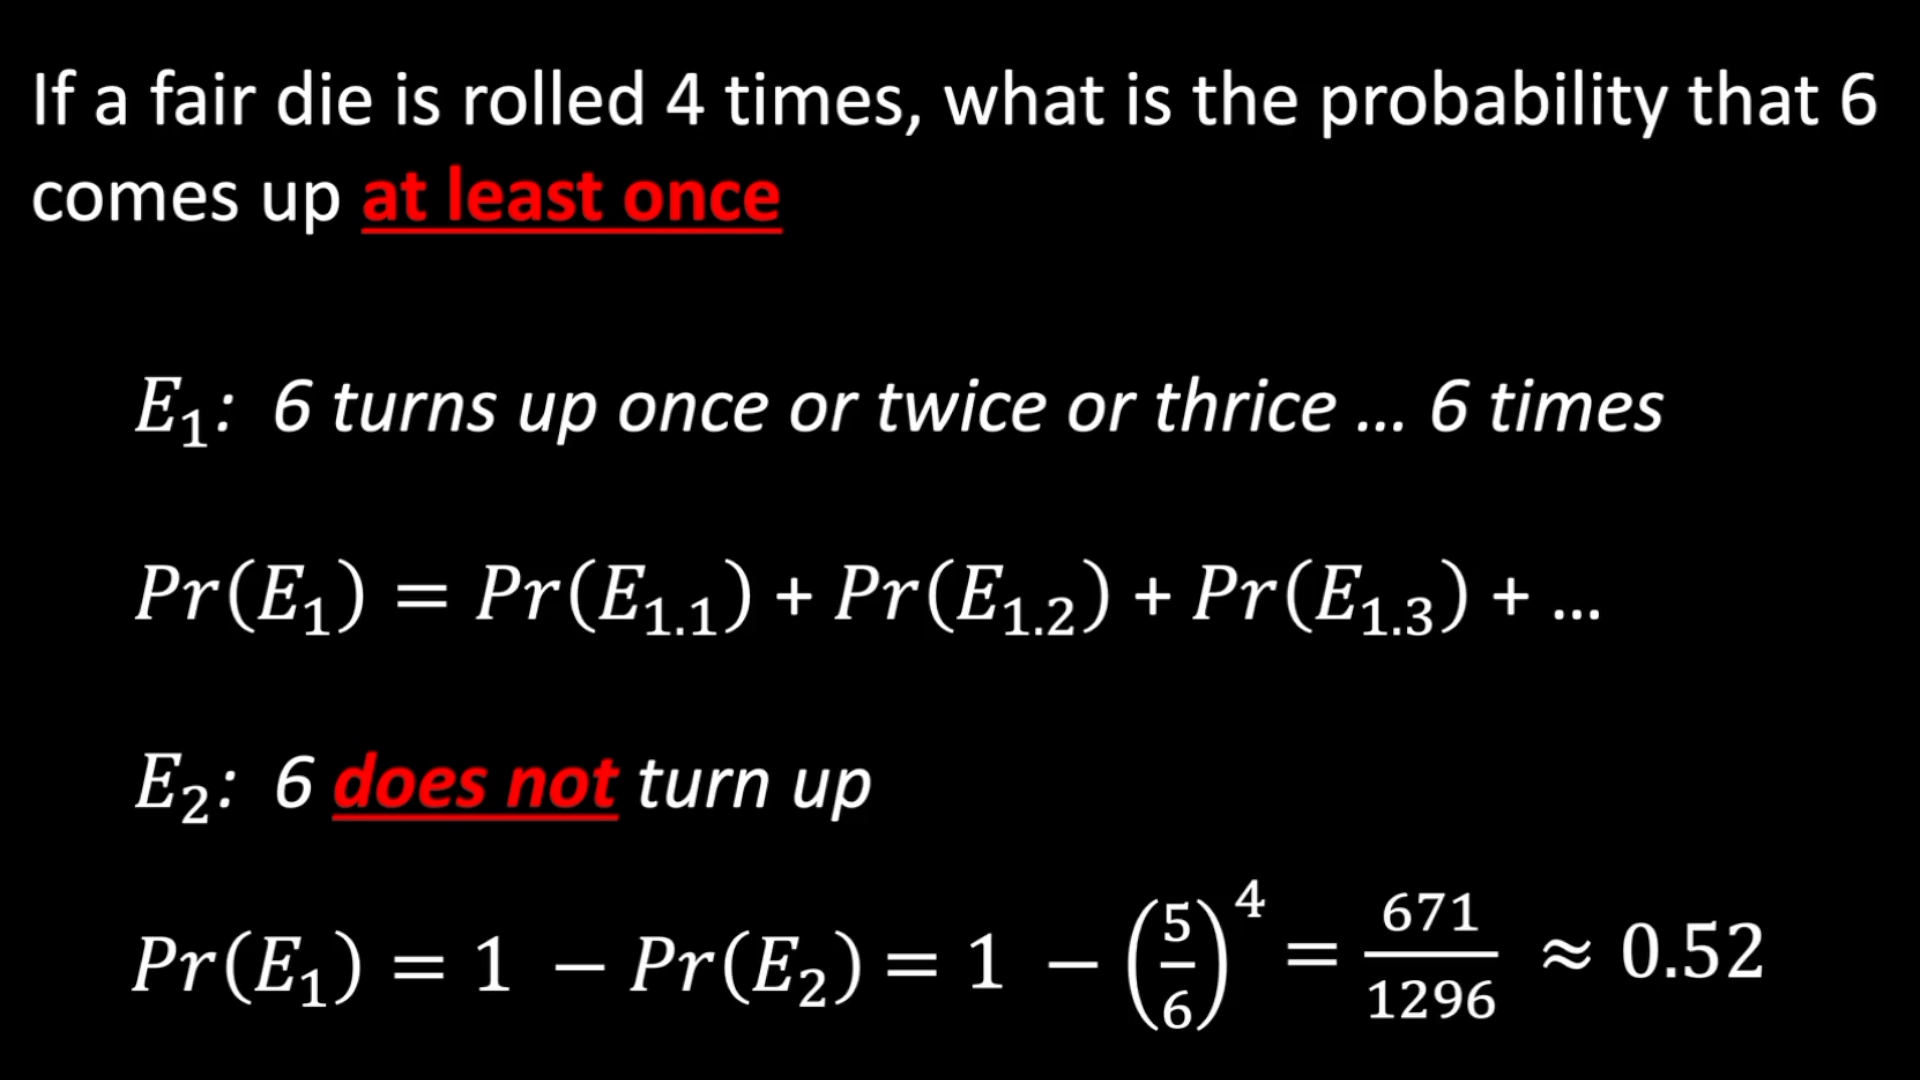 If a fair die is rolled 4 times, what is the probability that 6
comes up at least once
E₁: 6 turns up once or twice or thrice ... 6 times
Pr(E₁) = Pr(E₁.₁) + Pr(E₁.₂) + Pr(E₁.₃) + ...
E₂: 6 does not turn up
Pr(E₁) = 1 − Pr(E₂) = 1 − (5/6)⁴ = 671/1296 ≈ 0.52